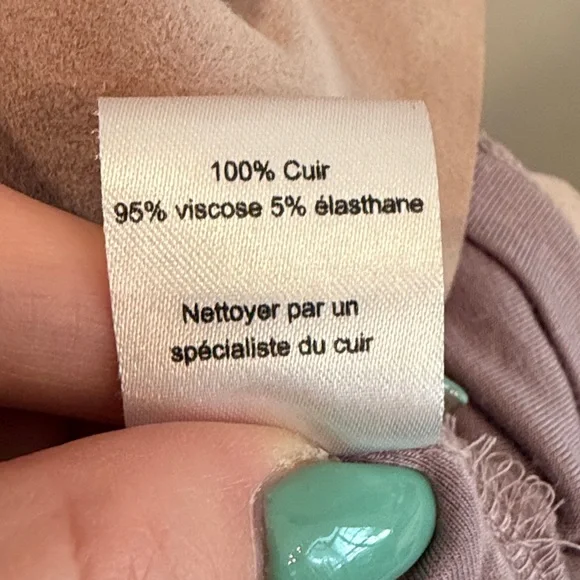 100% Cuir
95% viscose 5% élasthane
Nettoyer par un
spécialiste du cuir